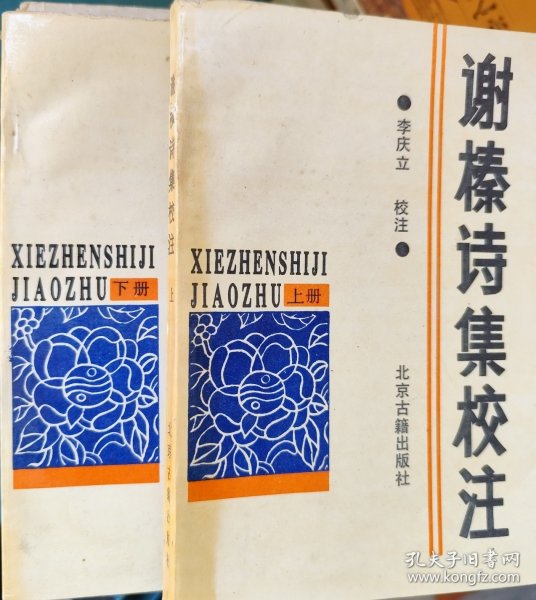 谢榛诗集校注
李庆立 校注
北京古籍出版社
XIEZHENSHIJI
JIAOZHU 上册
谢榛诗集校注 上
XIEZHENSHIJI
JIAOZHU 下册
孔夫子旧书网
www.kongfz.com